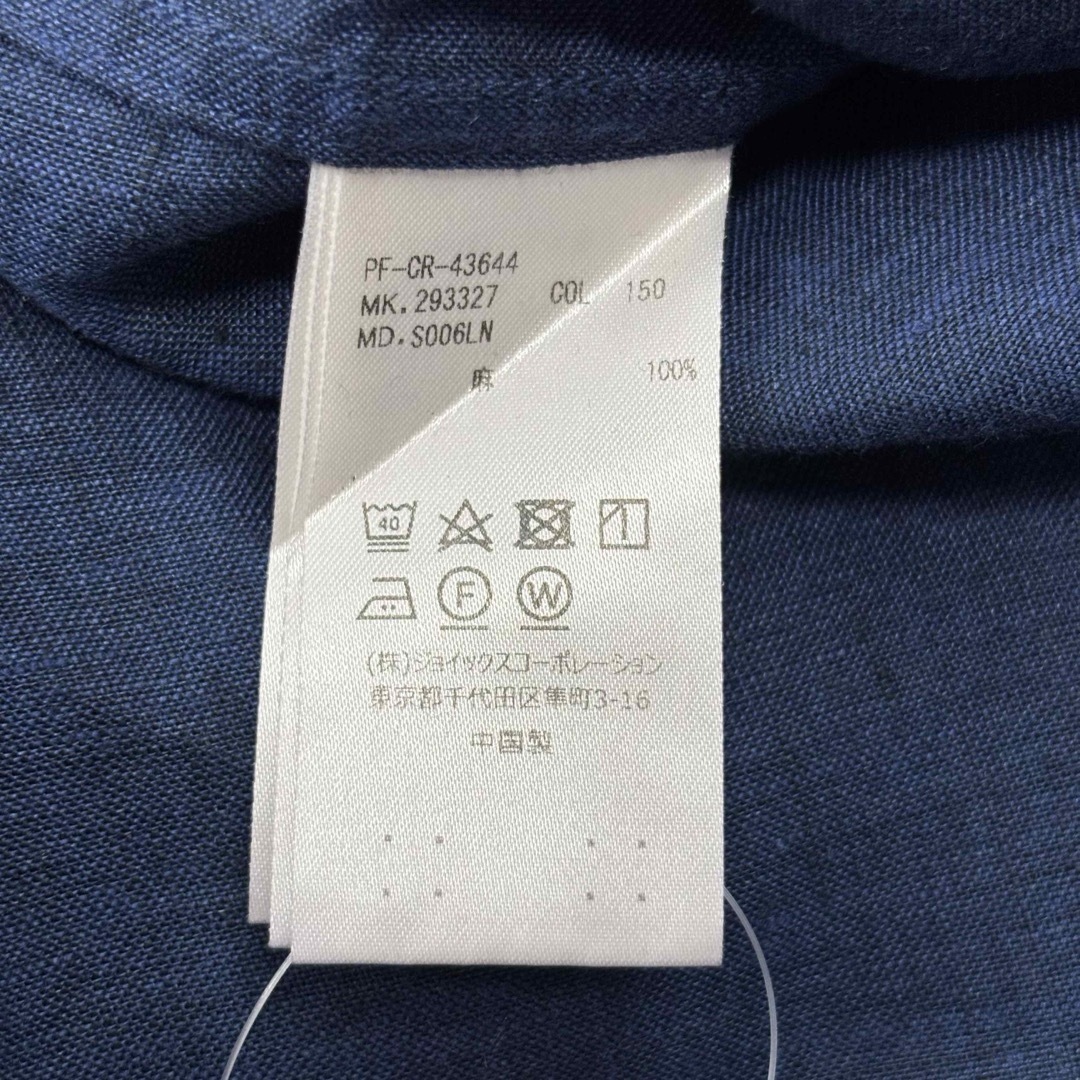 PF-CR-43644
MK. 293327 COL 150
MD. S006LN
麻 100%
40
F W
(株)ジョイックスコーポレーション
東京都千代田区隼町3-16
中国製